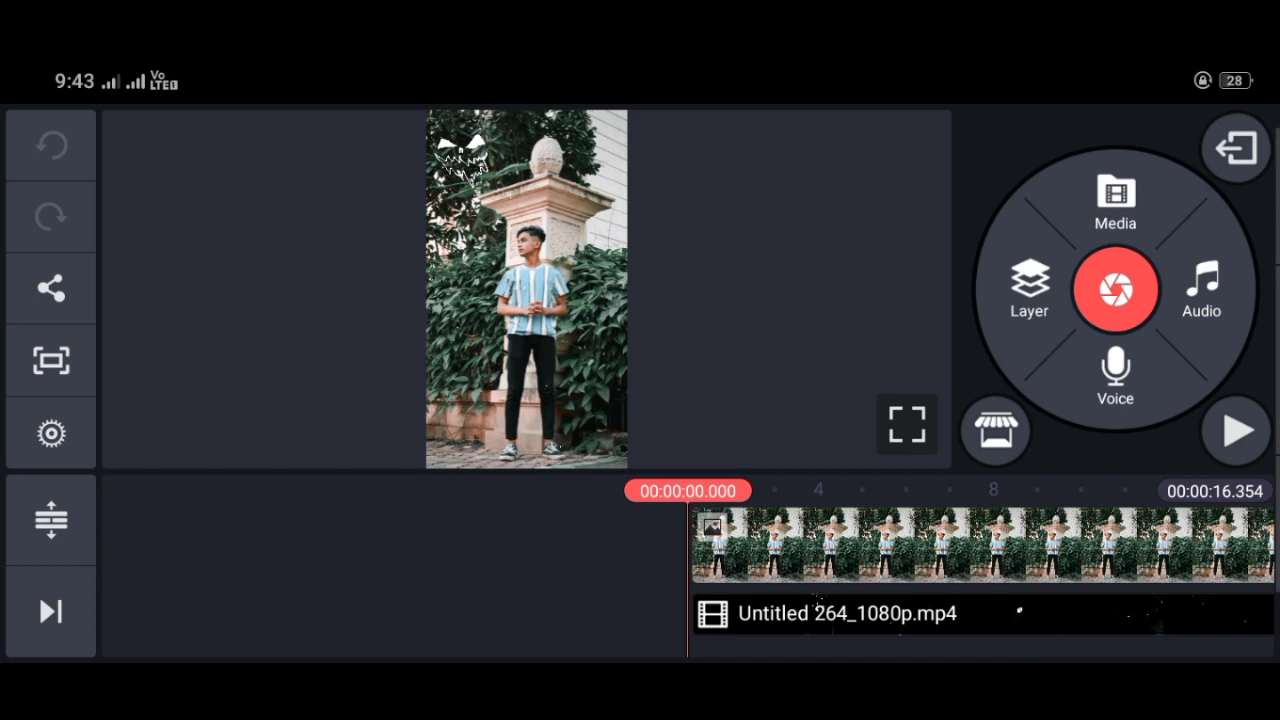 9:43 Vo LTE
28
Media
Layer
Audio
Voice
00:00:00.000
4
8
00:00:16.354
Untitled 264_1080p.mp4